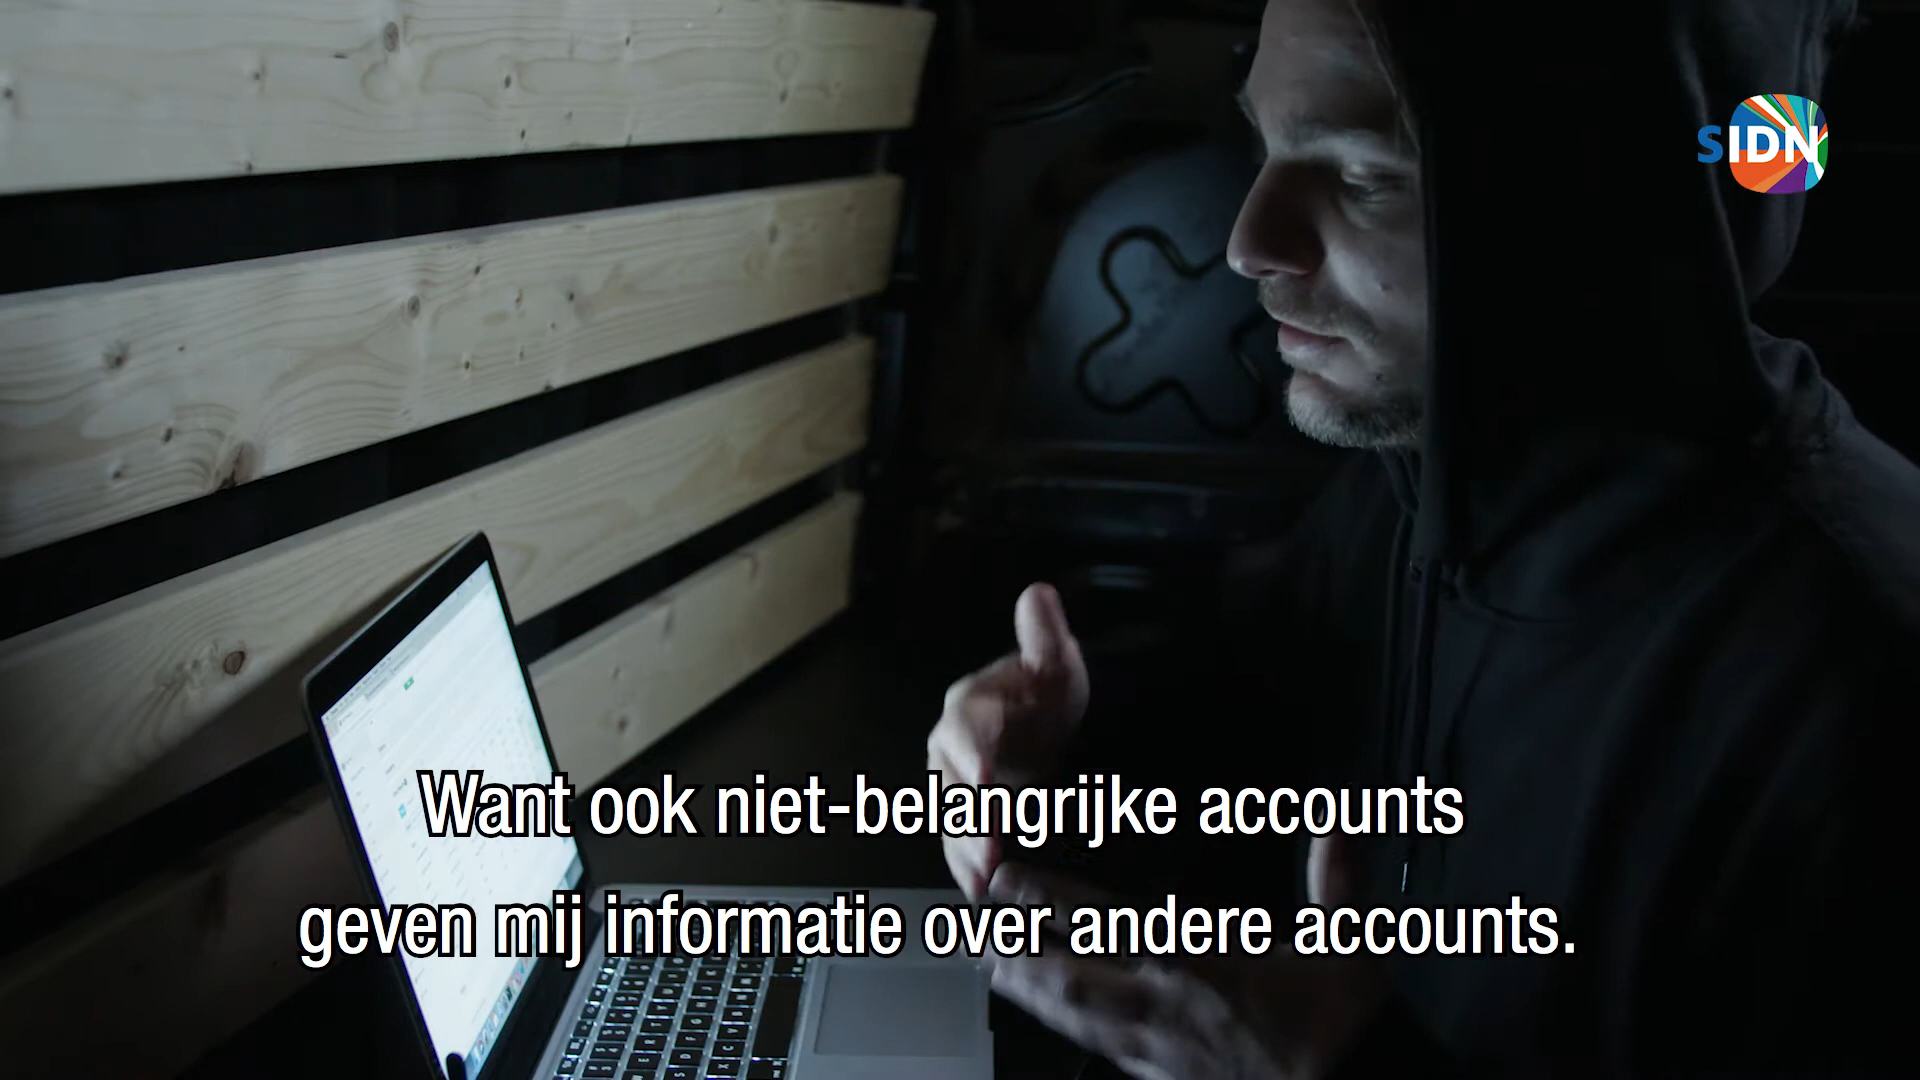 SIDN
Want ook niet-belangrijke accounts
geven mij informatie over andere accounts.